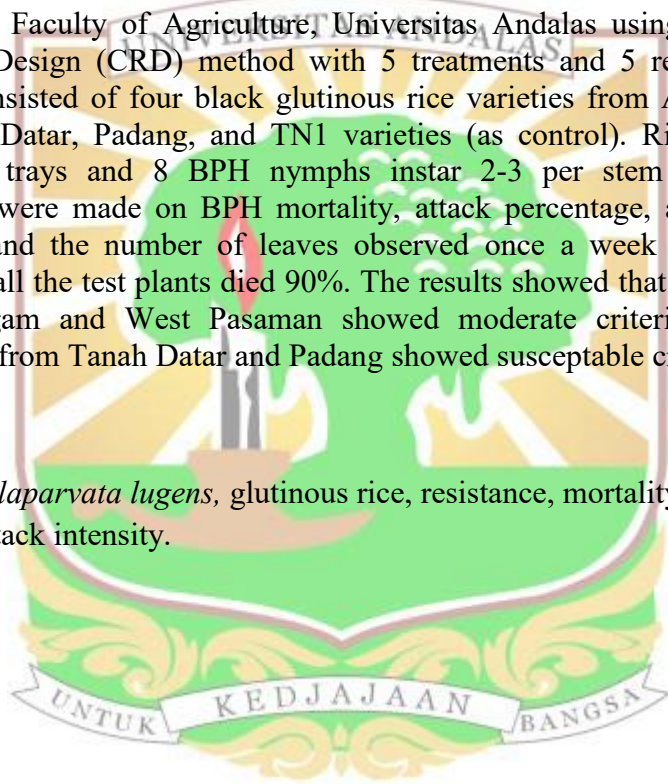 Faculty of Agriculture, Universitas Andalas using
UNIVERSITAS ANDALAS
Design (CRD) method with 5 treatments and 5 re
nsisted of four black glutinous rice varieties from A
Datar, Padang, and TN1 varieties (as control). Ri
trays and 8 BPH nymphs instar 2-3 per stem
were made on BPH mortality, attack percentage, a
nd the number of leaves observed once a week
all the test plants died 90%. The results showed that
gam and West Pasaman showed moderate criteri
from Tanah Datar and Padang showed susceptable c
laparvata lugens, glutinous rice, resistance, mortality
tack intensity.
UNTUK KEDJAJAAN BANGSA